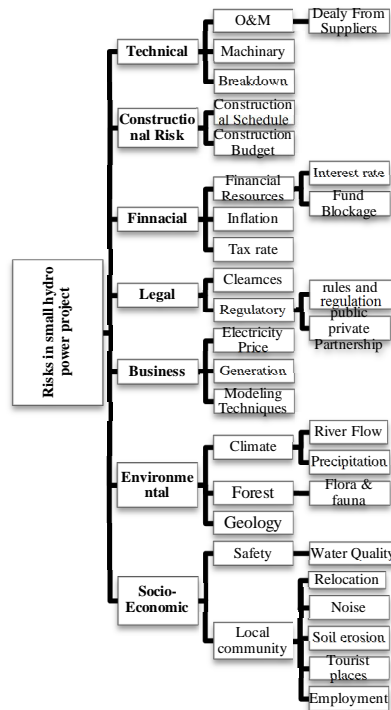 Risks in small hydro
power project
Technical
O&M
Dealy From
Suppliers
Machinary
Breakdown
Constructio
nal Risk
Construction
al Schedule
Construction
Budget
Finnacial
Financial
Resources
Interest rate
Fund
Blockage
Inflation
Tax rate
Legal
Clearnces
Regulatory
rules and
regulation
public
private
Partnership
Business
Electricity
Price
Generation
Modeling
Techniques
Environme
ntal
Climate
River Flow
Precipitation
Forest
Flora &
fauna
Geology
Socio-
Economic
Safety
Water Quality
Local
community
Relocation
Noise
Soil erosion
Tourist
places
Employment